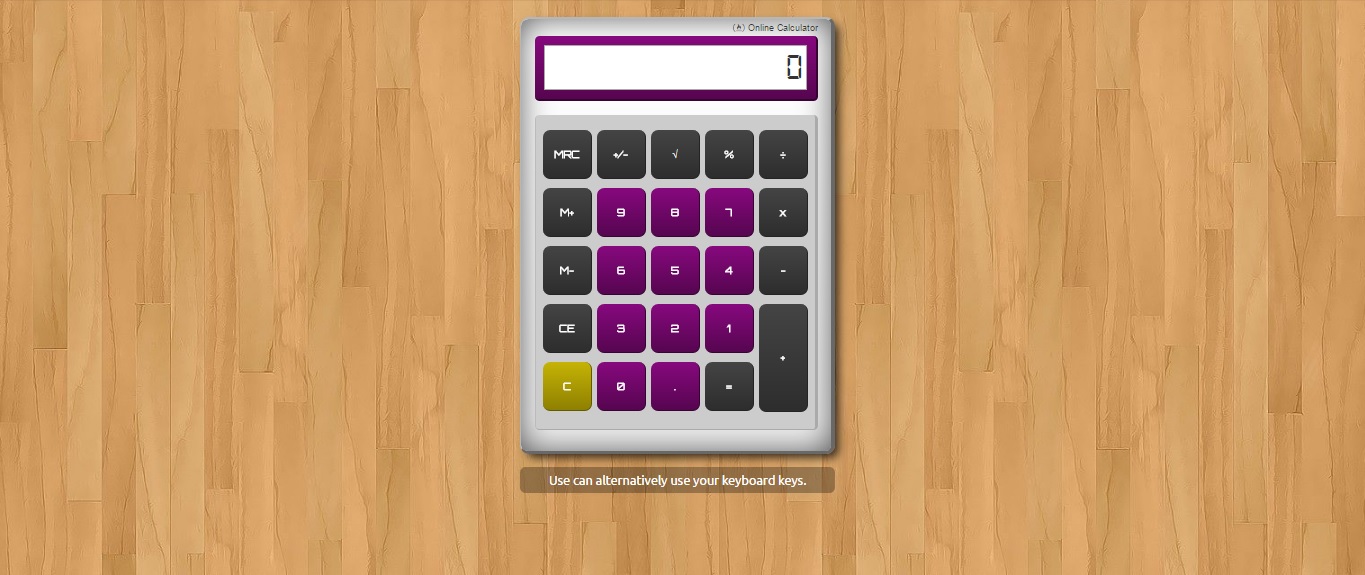 Online Calculator
0
MRC +/- √ % ÷
M+ 9 8 7 x
M- 6 5 4 -
CE 3 2 1
+
C 0 . =
Use can alternatively use your keyboard keys.